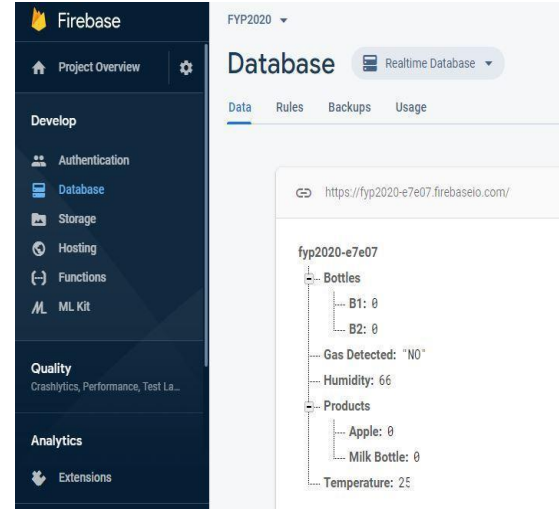 Firebase
Project Overview
Develop
Authentication
Database
Storage
Hosting
Functions
ML Kit
Quality
Crashlytics, Performance, Test La...
Analytics
Extensions
FYP2020
Database
Realtime Database
Data Rules Backups Usage
https://fyp2020-e7e07.firebaseio.com/
fyp2020-e7e07
Bottles
B1: 0
B2: 0
Gas Detected: "NO"
Humidity: 66
Products
Apple: 0
Milk Bottle: 0
Temperature: 25